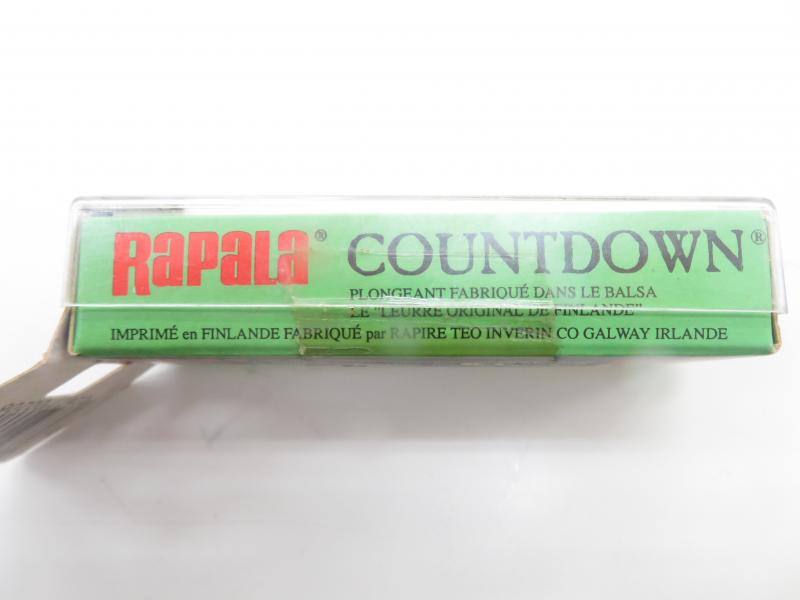 RAPALA® COUNTDOWN®
PLONGEANT FABRIQUÉ DANS LE BALSA
LE "LEURRE ORIGINAL DE FINLANDE"
IMPRIMÉ en FINLANDE FABRIQUÉ par RAPIRE TEO INVERIN CO GALWAY IRLANDE